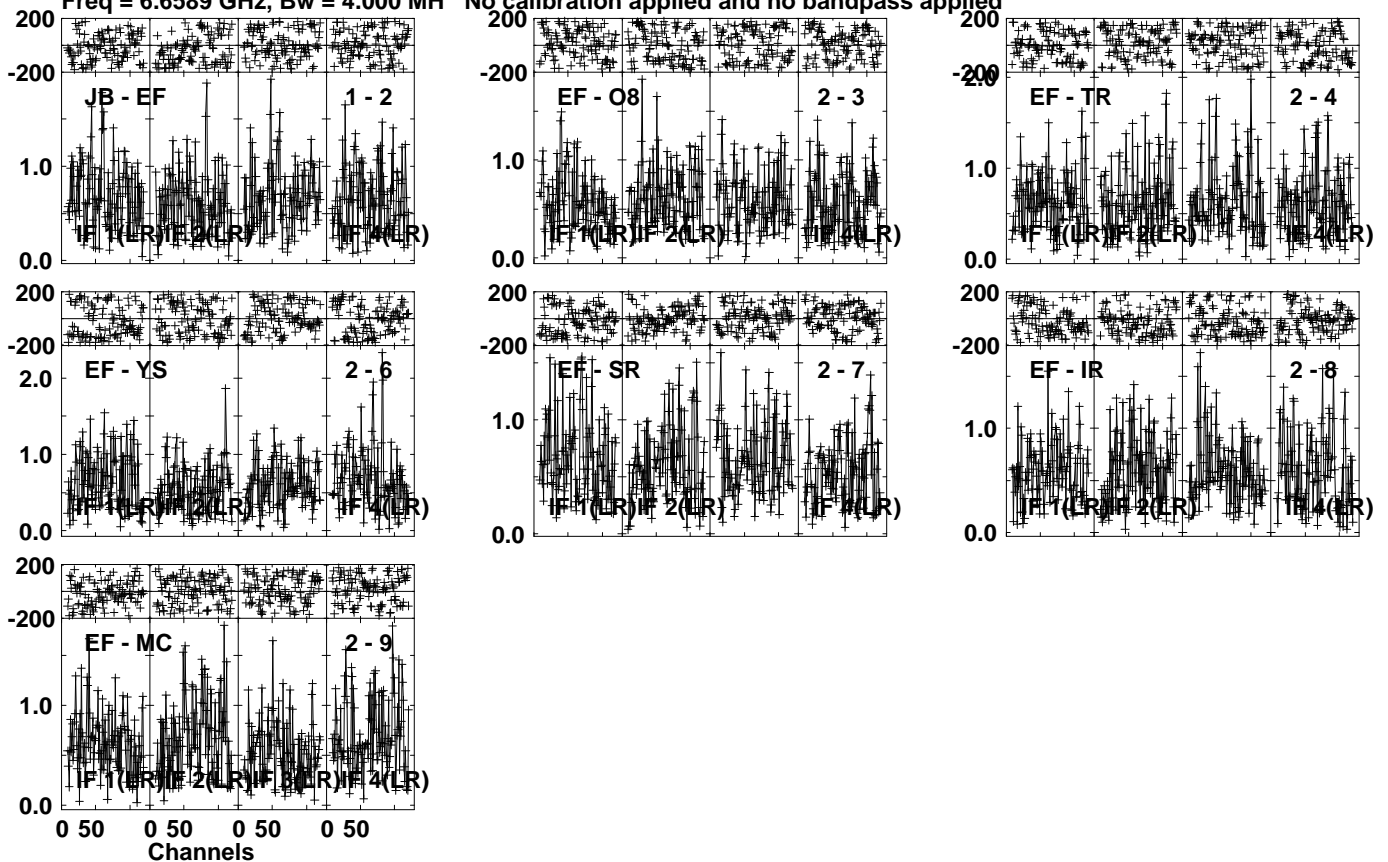 Freq = 6.6589 GHz, Bw = 4.000 MH No calibration applied and no bandpass applied
200
-200
JB - EF 1 - 2
1.0
0.0
IF 1(LR) IF 2(LR) IF 4(LR)
200
EF - O8 2 - 3
1.0
0.0
IF 1(LR) IF 2(LR) IF 4(LR)
200
-200
2.0
EF - TR 2 - 4
1.0
0.0
IF 1(LR) IF 2(LR) IF 4(LR)
200
-200
EF - YS 2 - 6
2.0
1.0
0.0
IF 1(LR) IF 2(LR) IF 4(LR)
200
-200
EF - SR 2 - 7
1.0
0.0
IF 1(LR) IF 2(LR) IF 4(LR)
200
-200
EF - IR 2 - 8
1.0
0.0
IF 1(LR) IF 2(LR) IF 4(LR)
200
-200
EF - MC 2 - 9
1.0
0.0
IF 1(LR) IF 2(LR) IF 3(LR) IF 4(LR)
0 50 0 50 0 50 0 50
Channels